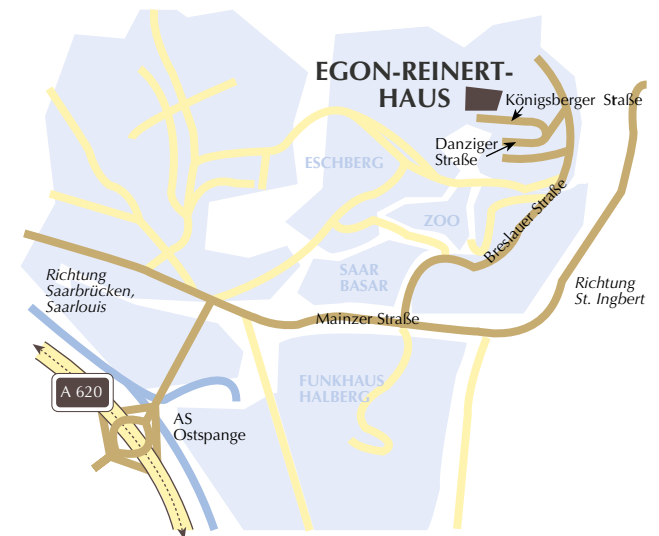 EGON-REINERT-
HAUS
Königsberger Staße
Danziger
Straße
ESCHBERG
ZOO
Breslauer Straße
SAAR
BASAR
Richtung
Saarbrücken,
Saarlouis
Richtung
St. Ingbert
Mainzer Straße
FUNKHAUS
HALBERG
A 620
AS
Ostspange